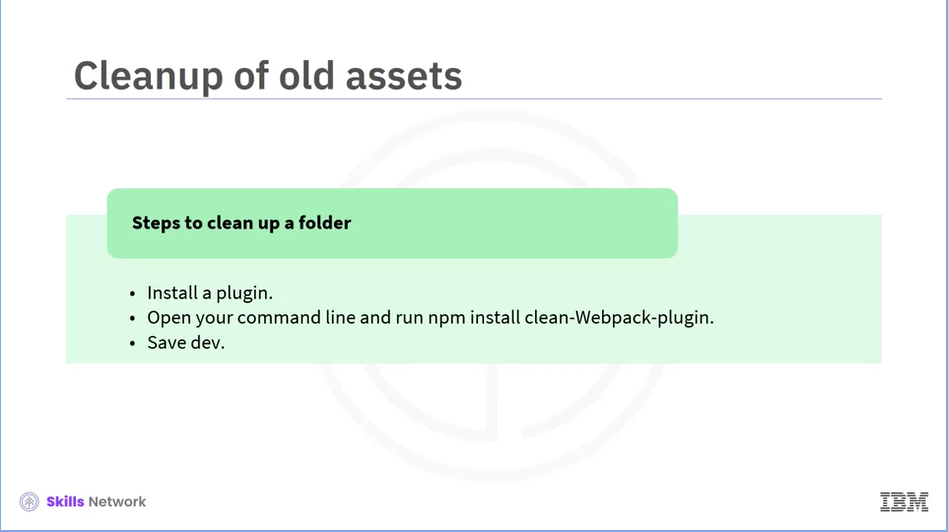 Cleanup of old assets
Steps to clean up a folder
• Install a plugin.
• Open your command line and run npm install clean-Webpack-plugin.
• Save dev.
Skills Network
IBM